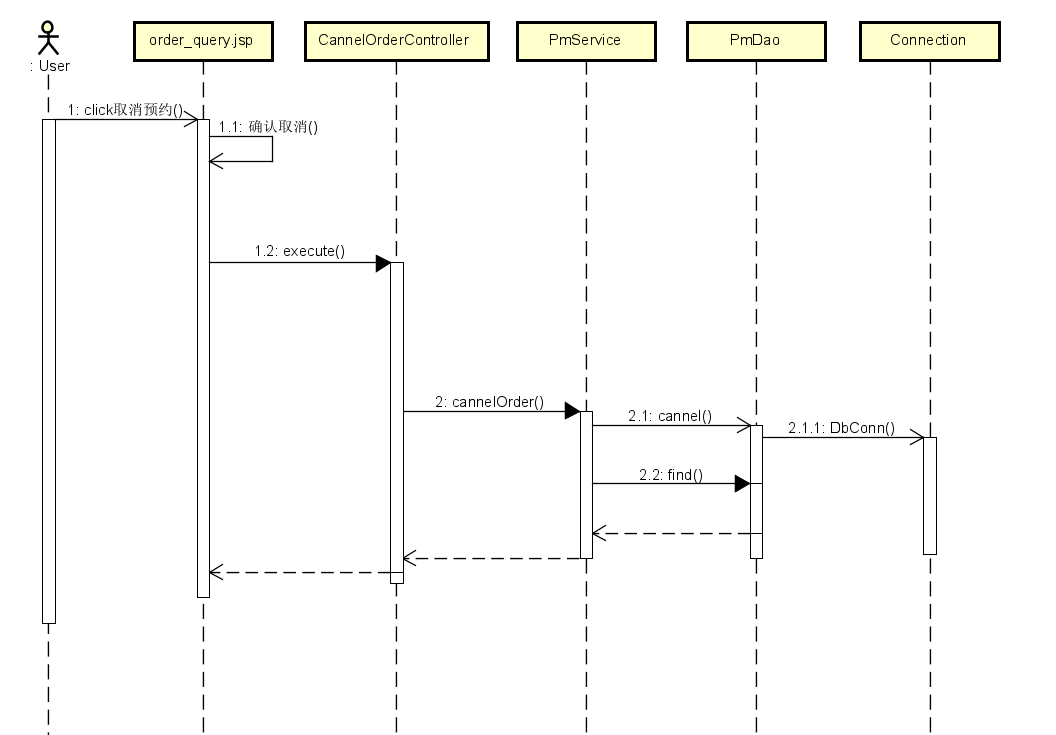 order_query.jsp
CannelOrderController
PmService
PmDao
Connection
: User
1: click取消预约()
1.1: 确认取消()
1.2: execute()
2: cannelOrder()
2.1: cannel()
2.1.1: DbConn()
2.2: find()